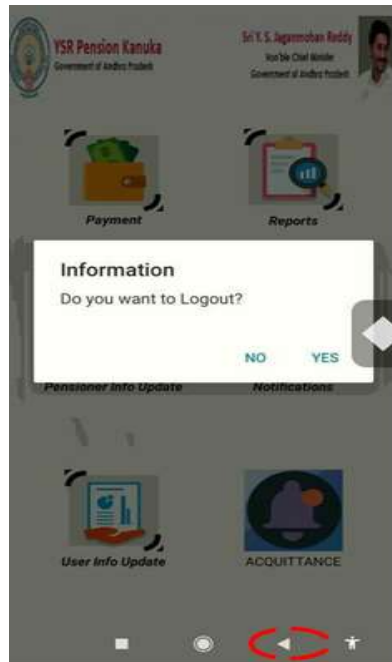 YSR Pension Kanuka
Government of Andhra Pradesh
Sri Y. S. Jaganmohan Reddy
Hon'ble Chief Minister
Government of Andhra Pradesh
Payment
Reports
Information
Do you want to Logout?
NO
YES
Pensioner Info Update
Notifications
User Info Update
ACQUITTANCE